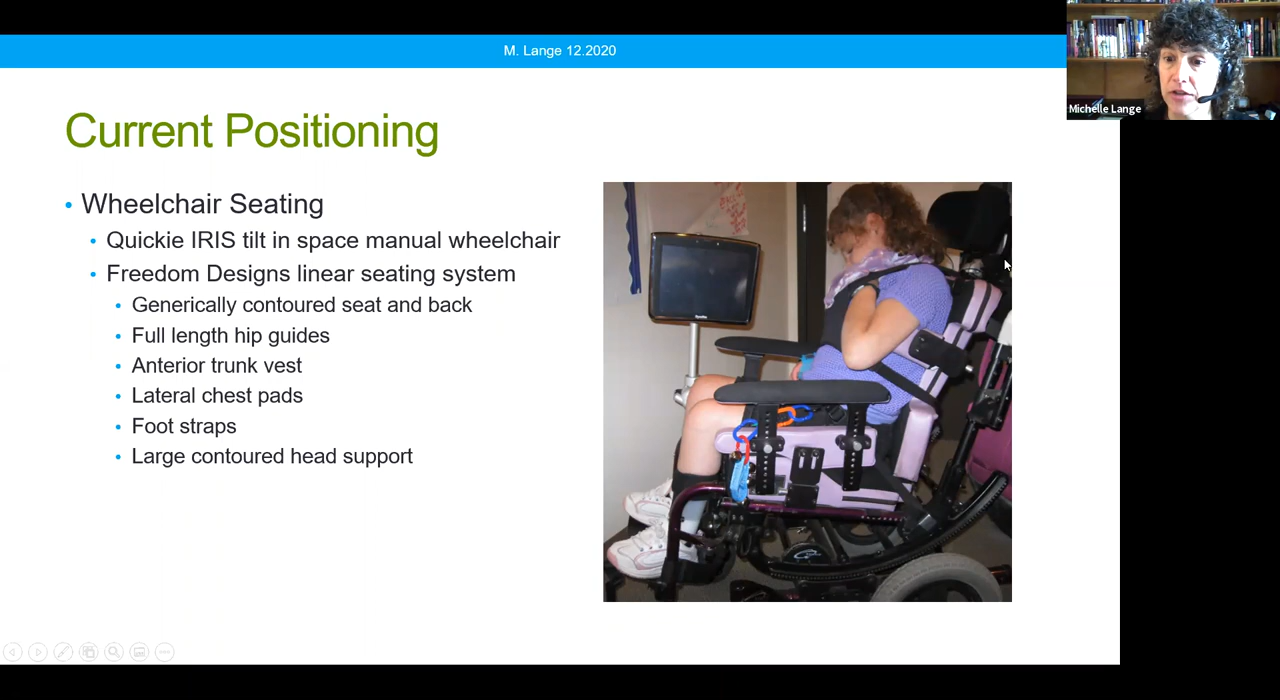 M. Lange 12.2020
Michelle Lange
Current Positioning
Wheelchair Seating
Quickie IRIS tilt in space manual wheelchair
Freedom Designs linear seating system
Generically contoured seat and back
Full length hip guides
Anterior trunk vest
Lateral chest pads
Foot straps
Large contoured head support